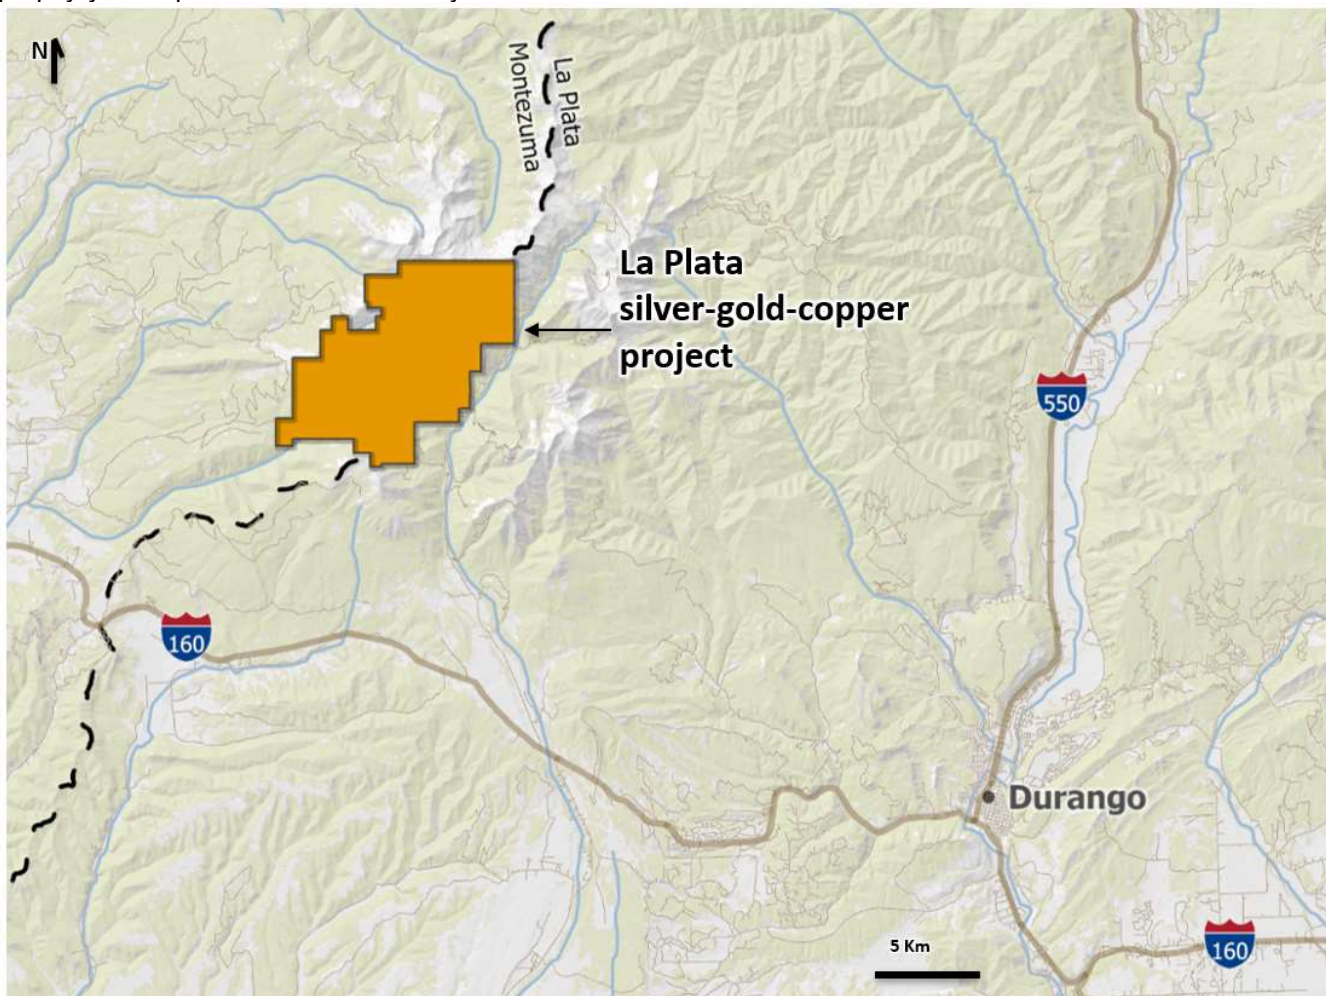 N
La Plata
Montezuma
La Plata
silver-gold-copper
project
550
160
Durango
5 Km
160